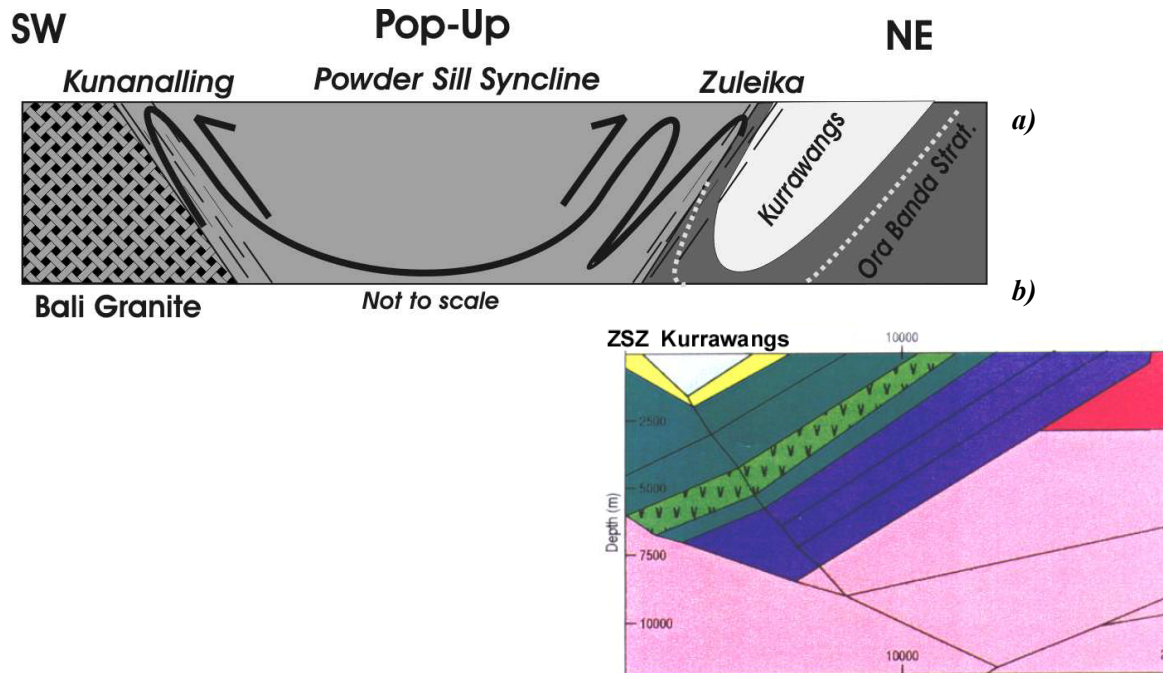 SW
Pop-Up
NE
Kunanalling
Powder Sill Syncline
Zuleika
a)
Kurrawangs
Ora Banda Strat.
b)
Bali Granite
Not to scale
ZSZ Kurrawangs
10000
2500
5000
Depth (m)
7500
10000
10000
2